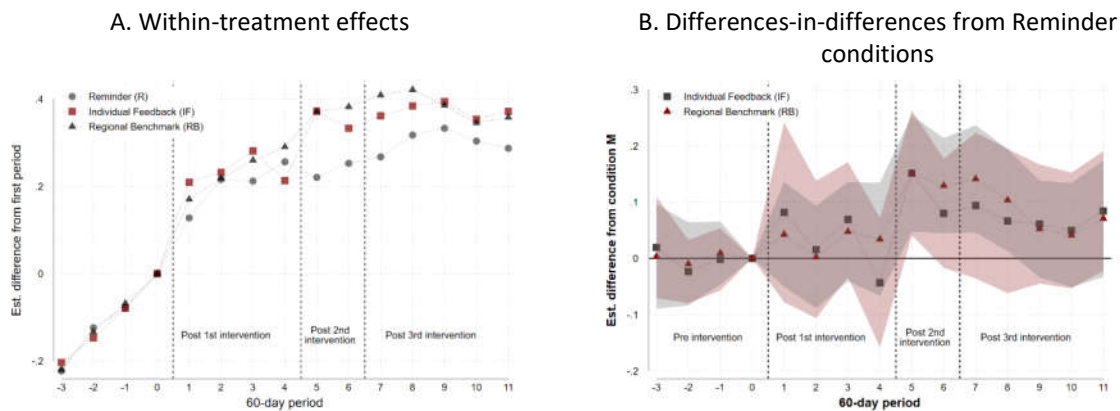 A. Within-treatment effects
.4
.2
0
-.2
Est. difference from first period
Reminder (R)
Individual Feedback (IF)
Regional Benchmark (RB)
Post 1st intervention
Post 2nd
intervention
Post 3rd intervention
-3 -2 -1 0 1 2 3 4 5 6 7 8 9 10 11
60-day period
B. Differences-in-differences from Reminder
conditions
.3
.2
.1
0
-.1
-.2
Est. difference from condition M
Individual Feedback (IF)
Regional Benchmark (RB)
Pre intervention
Post 1st intervention
Post 2nd
intervention
Post 3rd intervention
-3 -2 -1 0 1 2 3 4 5 6 7 8 9 10 11
60-day period